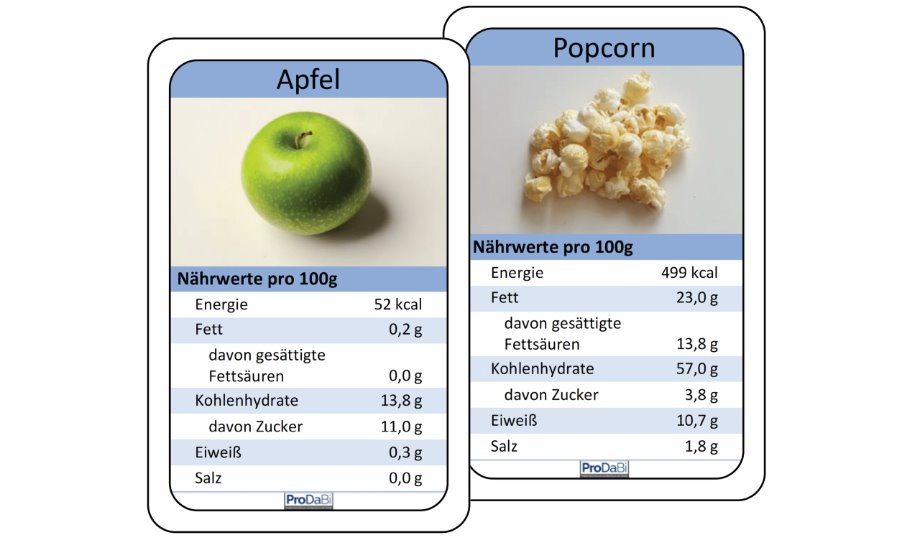 Apfel
Nährwerte pro 100g
Energie 52 kcal
Fett 0,2 g
davon gesättigte
Fettsäuren 0,0 g
Kohlenhydrate 13,8 g
davon Zucker 11,0 g
Eiweiß 0,3 g
Salz 0,0 g
ProDaBi
Popcorn
Nährwerte pro 100g
Energie 499 kcal
Fett 23,0 g
davon gesättigte
Fettsäuren 13,8 g
Kohlenhydrate 57,0 g
davon Zucker 3,8 g
Eiweiß 10,7 g
Salz 1,8 g
ProDaBi